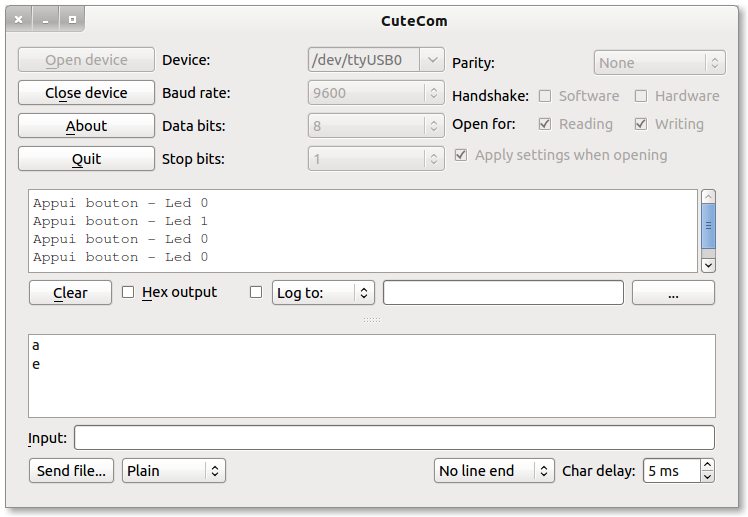 CuteCom
Open device Device: /dev/ttyUSB0 Parity: None
Close device Baud rate: 9600 Handshake: Software Hardware
About Data bits: 8 Open for: Reading Writing
Quit Stop bits: 1 Apply settings when opening
Appui bouton - Led 0
Appui bouton - Led 1
Appui bouton - Led 0
Appui bouton - Led 0
Clear Hex output Log to: ...
a
e
Input:
Send file... Plain No line end Char delay: 5 ms